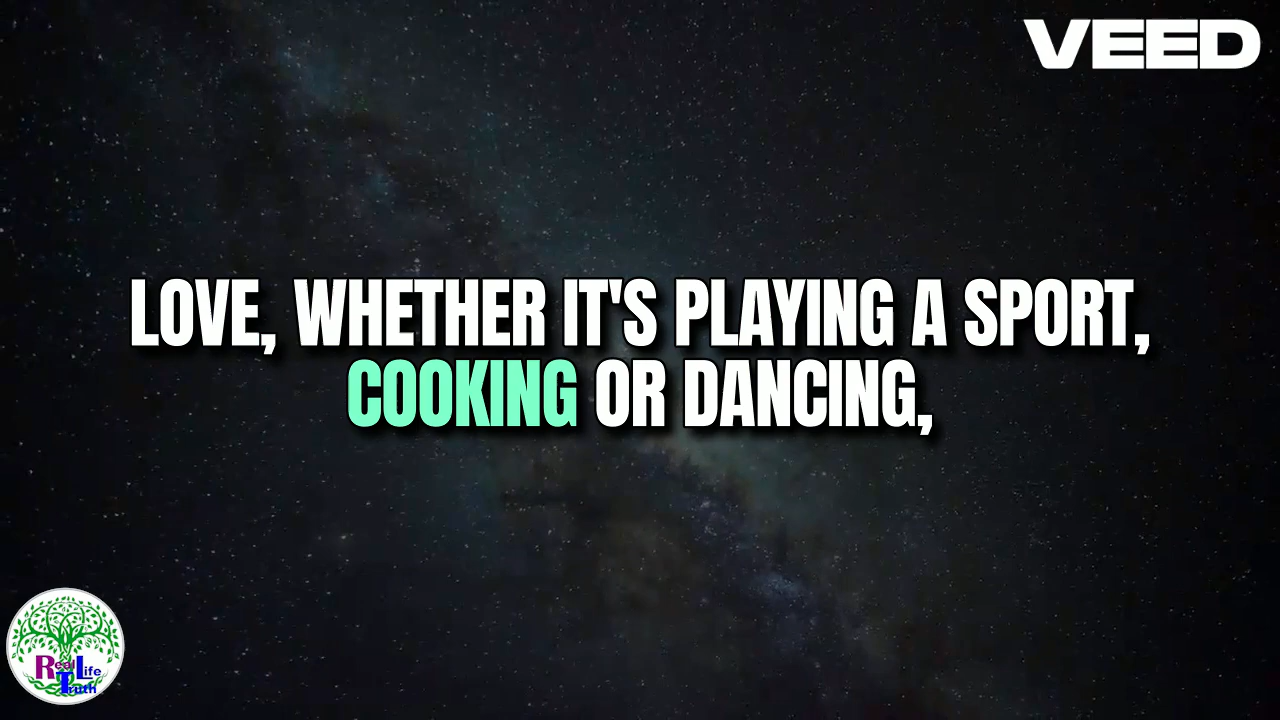 VEED
LOVE, WHETHER IT'S PLAYING A SPORT,
COOKING OR DANCING,
Real Life
Truth